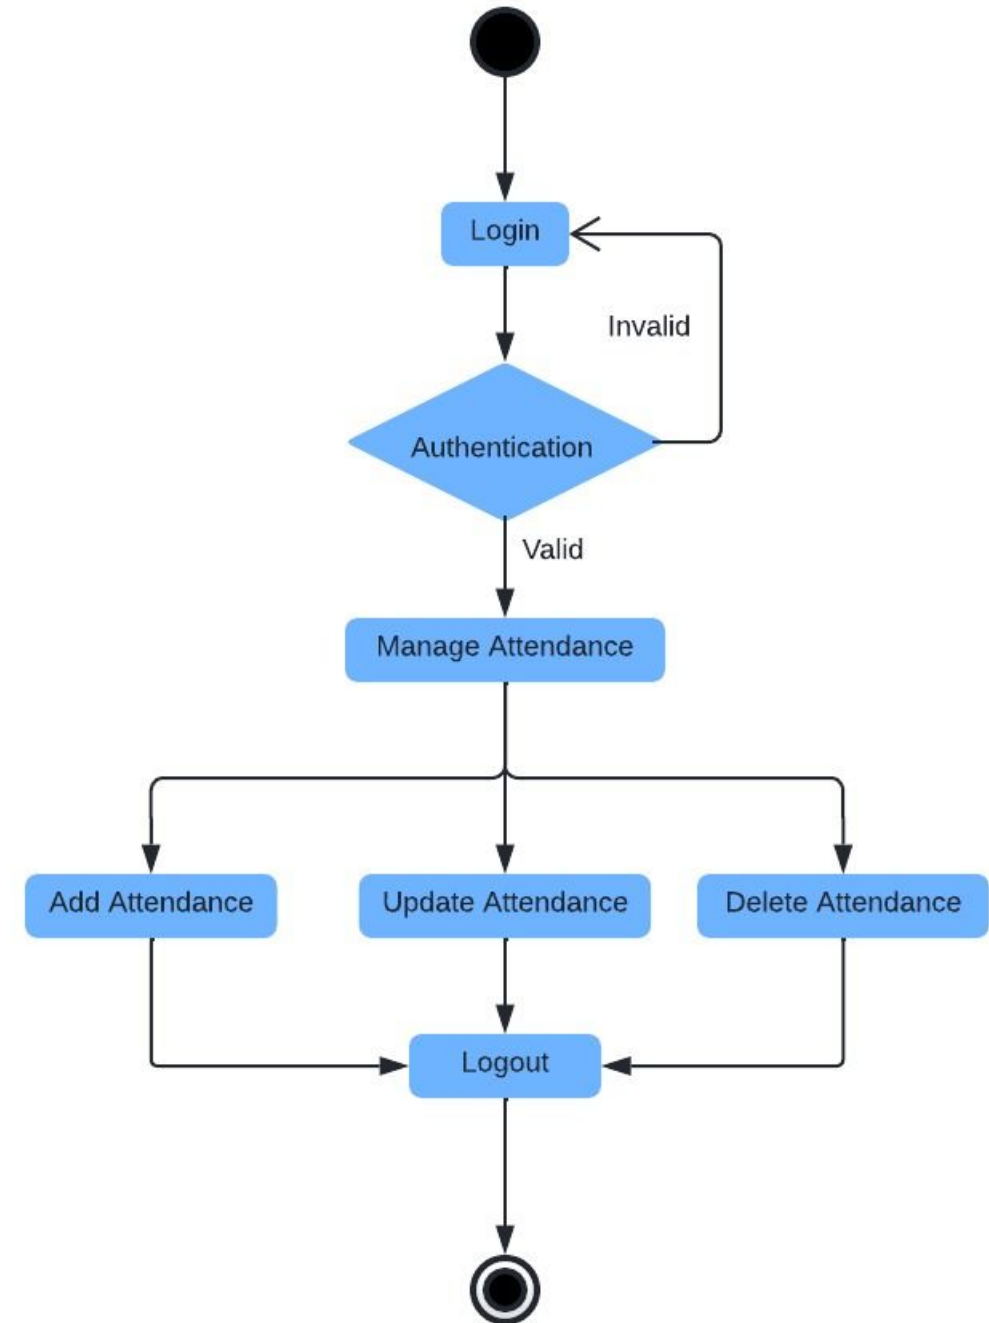 Login
Invalid
Authentication
Valid
Manage Attendance
Add Attendance
Update Attendance
Delete Attendance
Logout